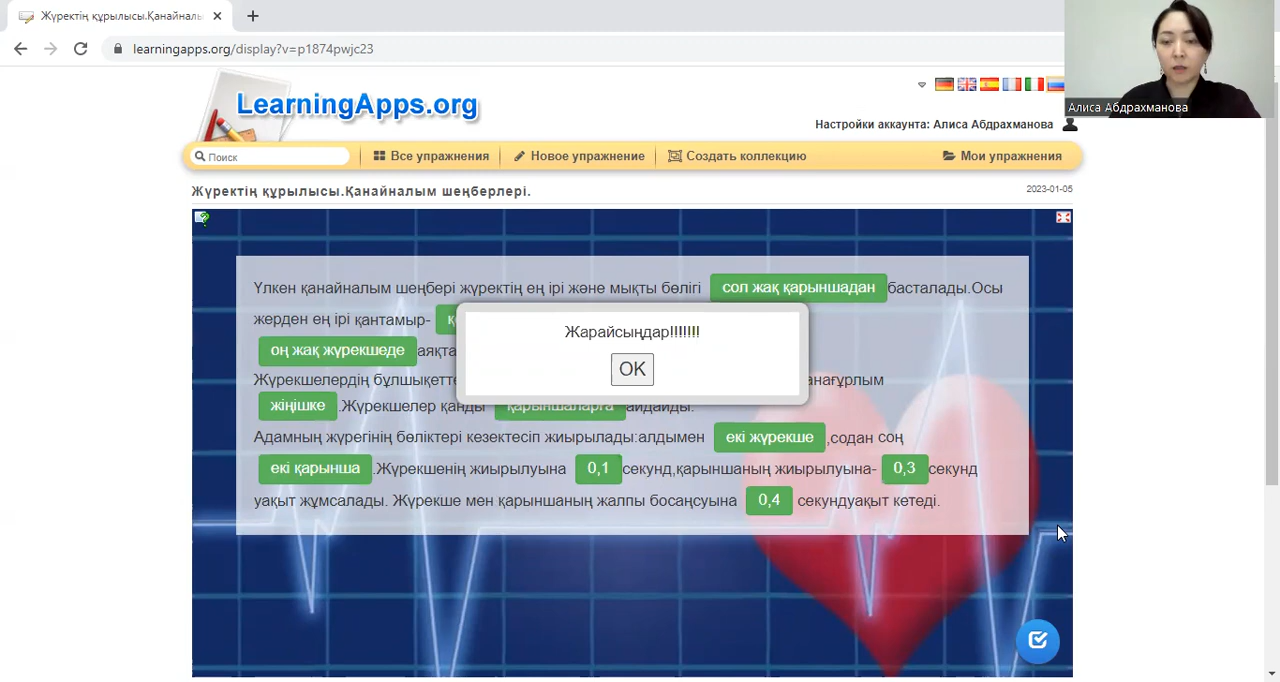 Жүректің құрылысы.Қанайналы
learningapps.org/display?v=p1874pwjc23
LearningApps.org
Алиса Абдрахманова
Настройки аккаунта: Алиса Абдрахманова
Поиск
Все упражнения
Новое упражнение
Создать коллекцию
Мои упражнения
Жүректің құрылысы.Қанайналым шеңберлері.
2023-01-05
Үлкен қанайналым шеңбері жүректің ең ірі және мықты бөлігі сол жақ қарыншадан басталады.Осы
жерден ең ірі қантамыр-
оң жақ жүрекшеде аяқта
Жүрекшелердің бұлшықетте анағұрлым
жіңішке .Жүрекшелер қанды қарыншаларға айдайды.
Адамның жүрегінің бөліктері кезектесіп жиырылады:алдымен екі жүрекше ,содан соң
екі қарынша .Жүрекшенің жиырылуына 0,1 секунд,қарыншаның жиырылуына- 0,3 секунд
уақыт жұмсалады. Жүрекше мен қарыншаның жалпы босаңсуына 0,4 секундуақыт кетеді.
Жарайсыңдар!!!!!!!
OK